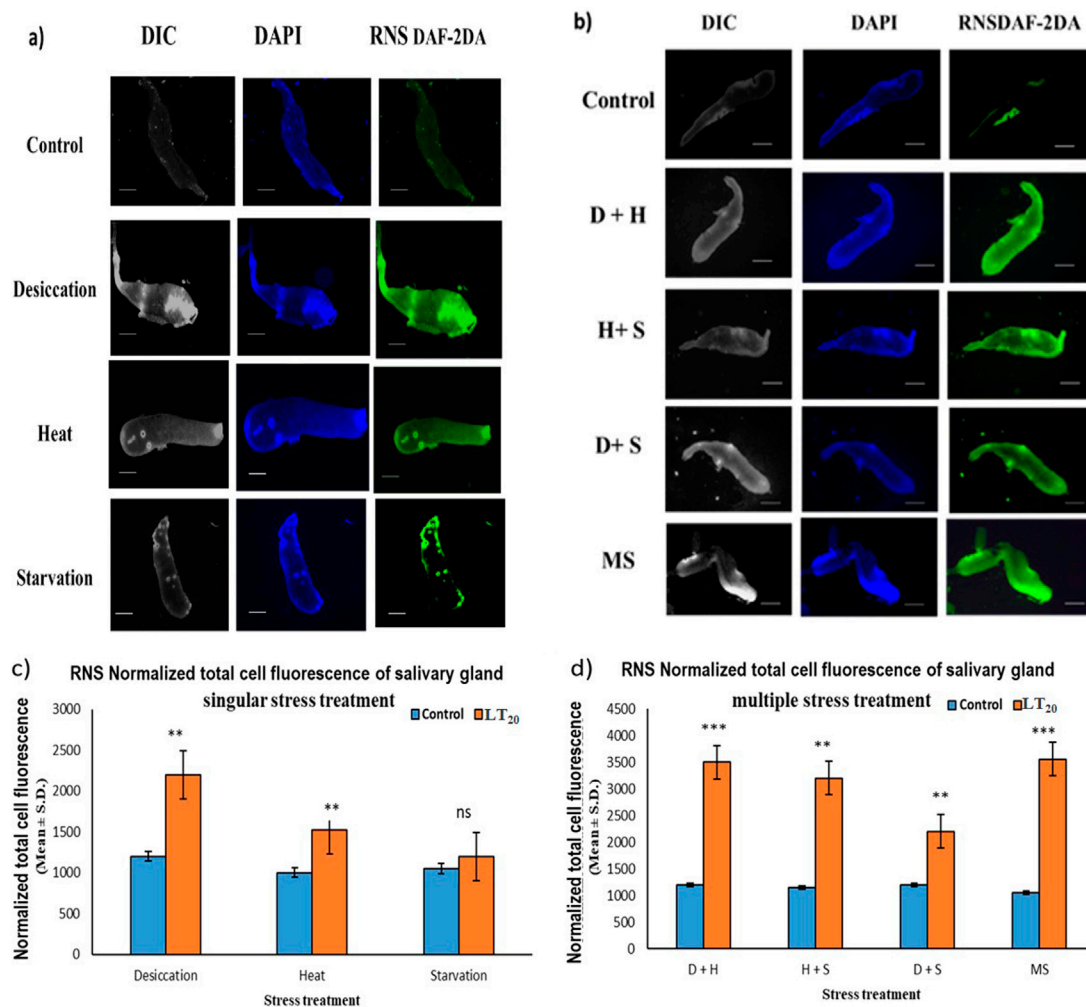 a)
DIC DAPI RNS DAF-2DA
Control
Desiccation
Heat
Starvation
b)
DIC DAPI RNSDAF-2DA
Control
D + H
H+ S
D+ S
MS
c)
RNS Normalized total cell fluorescence of salivary gland
singular stress treatment
Control LT20
Normalized total cell fluorescence
(Mean ± S.D.)
3000
2500
2000
1500
1000
500
0
**
**
ns
Desiccation Heat Starvation
Stress treatment
d)
RNS Normalized total cell fluorescence of salivary gland
multiple stress treatment
Control LT20
Normalized total cell fluorescence
(Mean ± S.D.)
4500
4000
3500
3000
2500
2000
1500
1000
500
0
***
**
**
***
D + H H + S D + S MS
Stress treatment